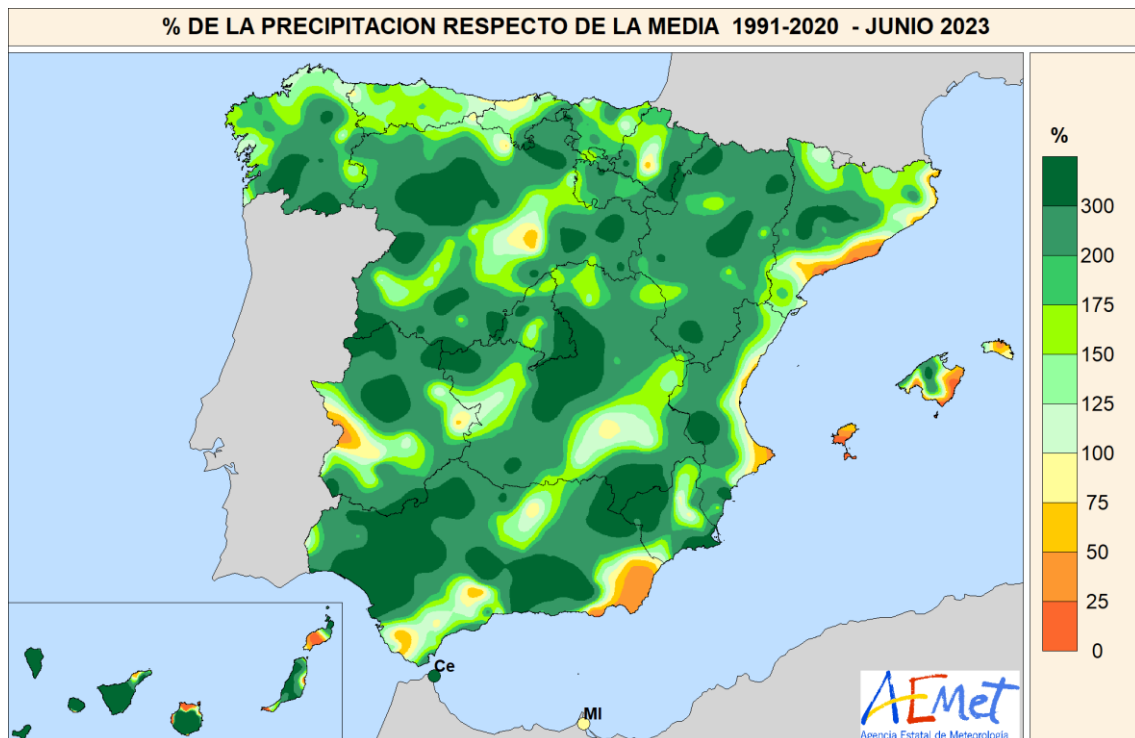 % DE LA PRECIPITACION RESPECTO DE LA MEDIA 1991-2020 - JUNIO 2023
%
300
200
175
150
125
100
75
50
25
0
Ce
Ml
AEmet
Agencia Estatal de Meteorología